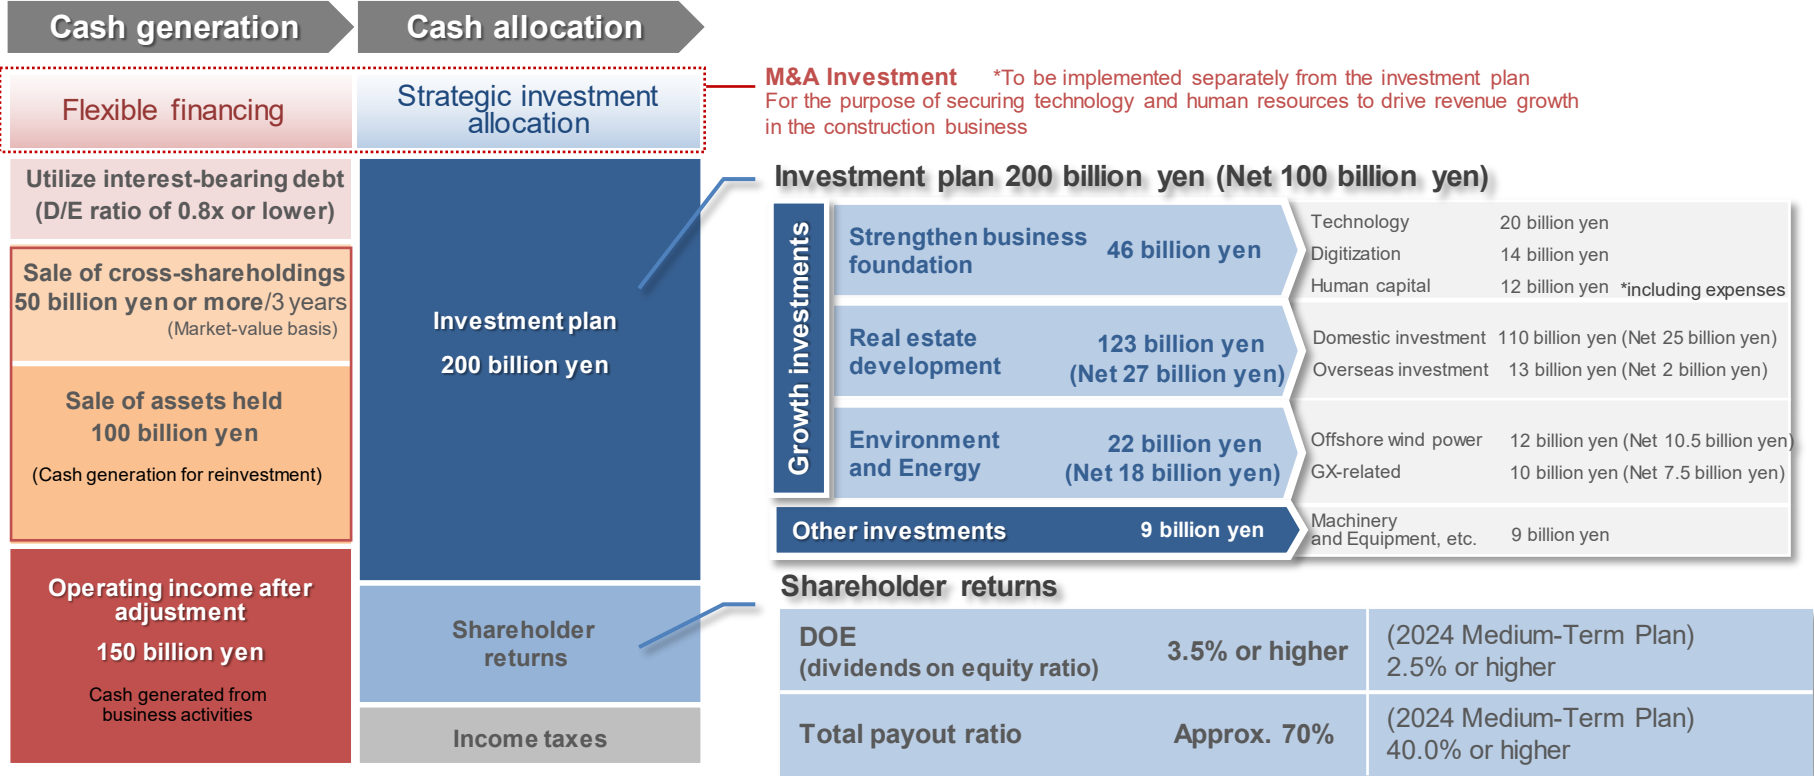 Cash generation
Cash allocation
Flexible financing
Strategic investment
allocation
M&A Investment *To be implemented separately from the investment plan
For the purpose of securing technology and human resources to drive revenue growth
in the construction business
Utilize interest-bearing debt
(D/E ratio of 0.8x or lower)
Sale of cross-shareholdings
50 billion yen or more/3 years
(Market-value basis)
Sale of assets held
100 billion yen
(Cash generation for reinvestment)
Operating income after
adjustment
150 billion yen
Cash generated from
business activities
Investment plan
200 billion yen
Shareholder
returns
Income taxes
Investment plan 200 billion yen (Net 100 billion yen)
Growth investments
Strengthen business
foundation
46 billion yen
Technology 20 billion yen
Digitization 14 billion yen
Human capital 12 billion yen *including expenses
Real estate
development
123 billion yen
(Net 27 billion yen)
Domestic investment 110 billion yen (Net 25 billion yen)
Overseas investment 13 billion yen (Net 2 billion yen)
Environment
and Energy
22 billion yen
(Net 18 billion yen)
Offshore wind power 12 billion yen (Net 10.5 billion yen)
GX-related 10 billion yen (Net 7.5 billion yen)
Other investments 9 billion yen
Machinery
and Equipment, etc. 9 billion yen
Shareholder returns
DOE
(dividends on equity ratio)
3.5% or higher
(2024 Medium-Term Plan)
2.5% or higher
Total payout ratio
Approx. 70%
(2024 Medium-Term Plan)
40.0% or higher